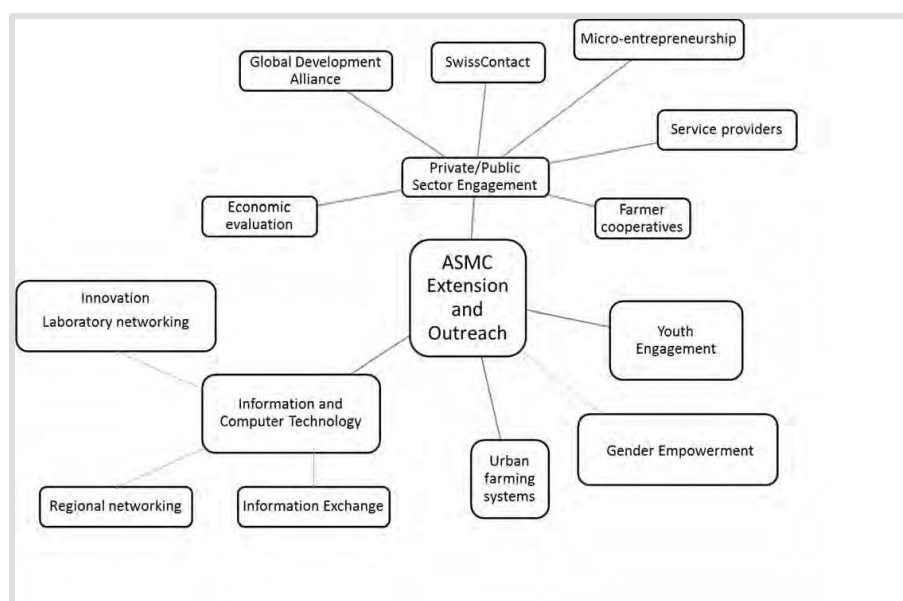 Micro-entrepreneurship
Global Development
Alliance
SwissContact
Service providers
Private/Public
Sector Engagement
Economic
evaluation
Farmer
cooperatives
ASMC
Extension
and
Outreach
Innovation
Laboratory networking
Youth
Engagement
Information and
Computer Technology
Gender Empowerment
Urban
farming
systems
Regional networking
Information Exchange